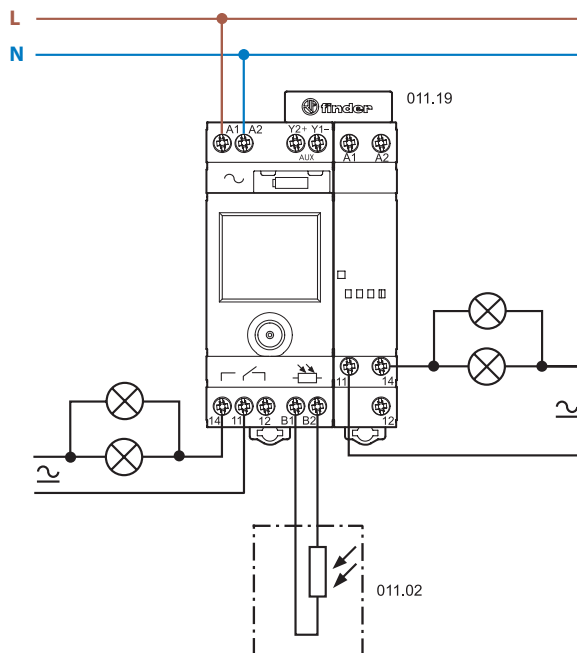 L
N
finder
011.19
A1 A2 Y2+ Y1-
AUX
A1 A2
11 14
12
14 11 12 B1 B2
011.02